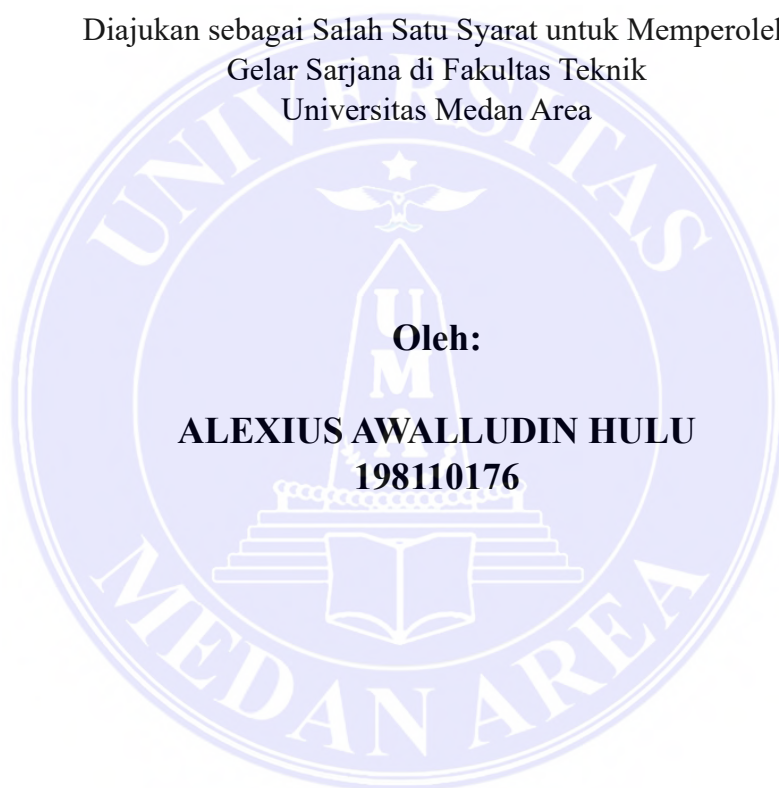 Diajukan sebagai Salah Satu Syarat untuk Memperoleh
Gelar Sarjana di Fakultas Teknik
Universitas Medan Area
UNIVERSITAS
UMA
Oleh:
ALEXIUS AWALLUDIN HULU
198110176
MEDAN AREA